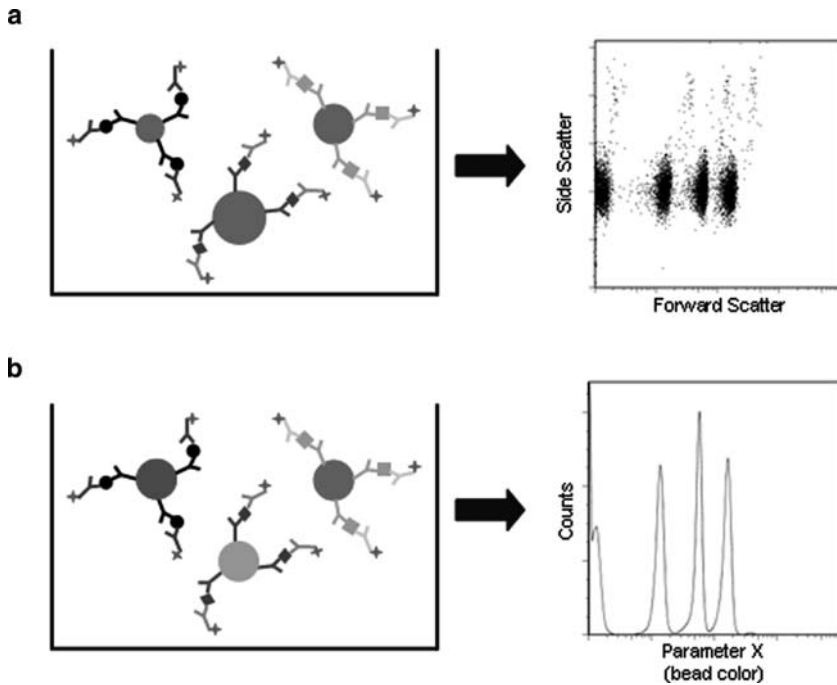 a
Side Scatter
Forward Scatter
b
Counts
Parameter X
(bead color)